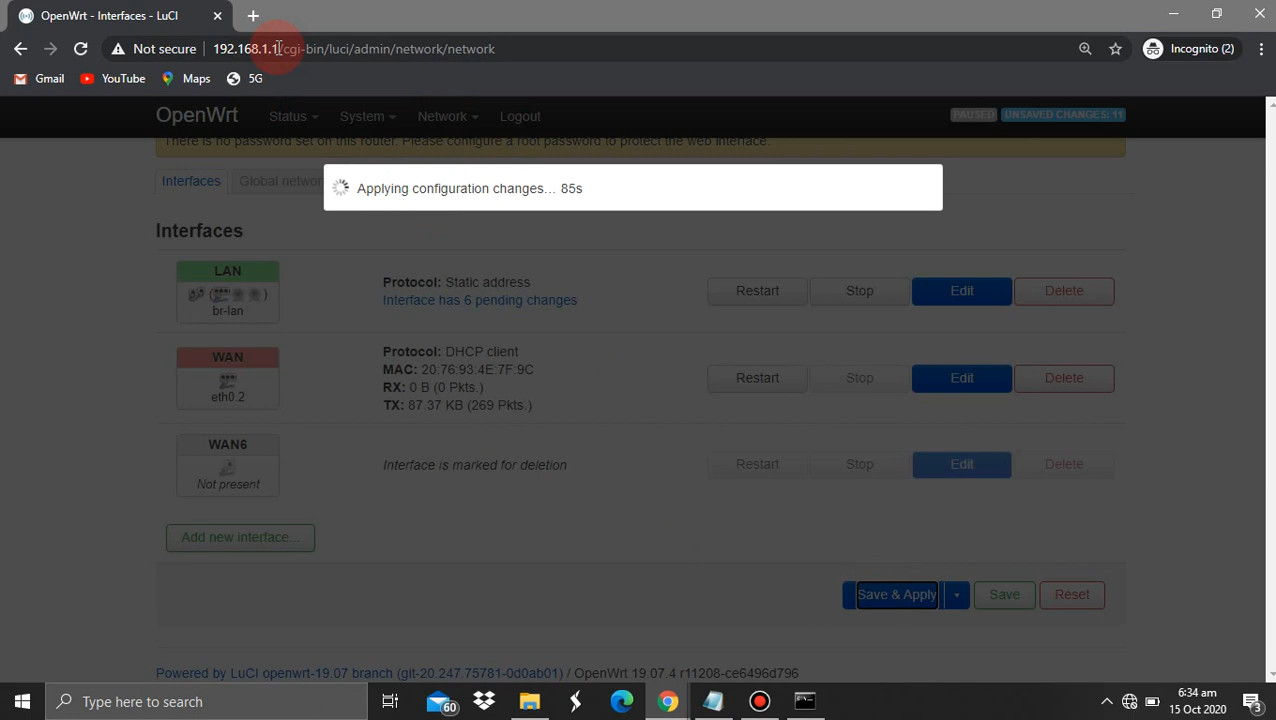 OpenWrt - Interfaces - LuCI
Not secure
192.168.1.1/cgi-bin/luci/admin/network/network
Incognito (2)
Gmail
YouTube
Maps
5G
OpenWrt
Status
System
Network
Logout
PAUSED
UNSAVED CHANGES: 11
There is no password set on this router. Please configure a root password to protect the web interface.
Interfaces
Global networ
Applying configuration changes… 85s
Interfaces
LAN
br-lan
Protocol: Static address
Interface has 6 pending changes
Restart
Stop
Edit
Delete
WAN
eth0.2
Protocol: DHCP client
MAC: 20:76:93:4E:7F:9C
RX: 0 B (0 Pkts.)
TX: 87.37 KB (269 Pkts.)
Restart
Stop
Edit
Delete
WAN6
Not present
Interface is marked for deletion
Restart
Stop
Edit
Delete
Add new interface...
Save & Apply
Save
Reset
Powered by LuCI openwrt-19.07 branch (git-20.247.75781-0d0ab01) / OpenWrt 19.07.4 r11208-ce6496d796
Type here to search
60
6:34 am
15 Oct 2020
3